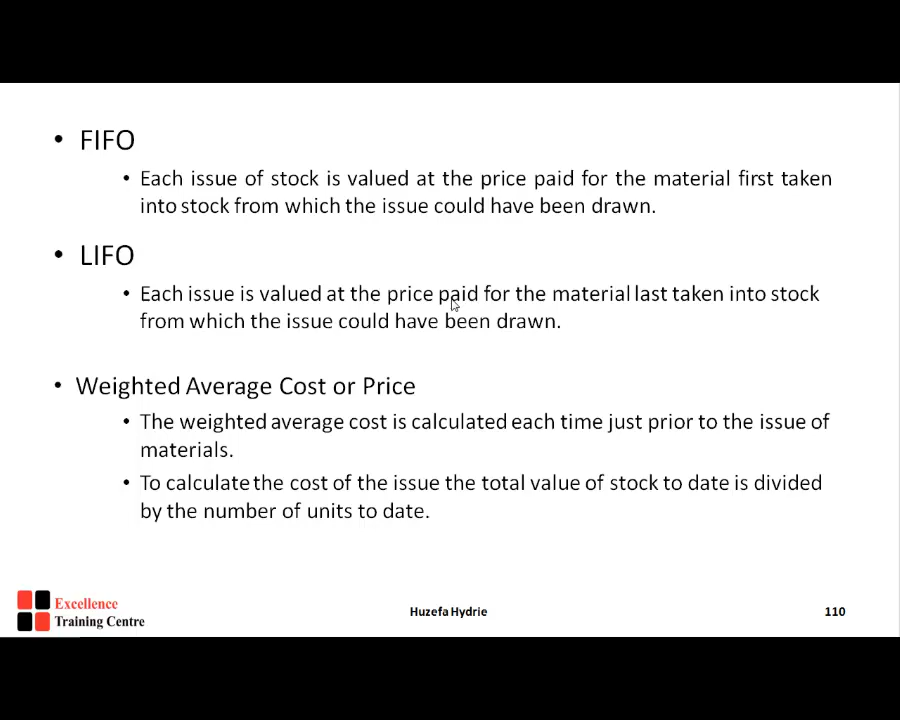 • FIFO
• Each issue of stock is valued at the price paid for the material first taken
into stock from which the issue could have been drawn.
• LIFO
• Each issue is valued at the price paid for the material last taken into stock
from which the issue could have been drawn.
• Weighted Average Cost or Price
• The weighted average cost is calculated each time just prior to the issue of
materials.
• To calculate the cost of the issue the total value of stock to date is divided
by the number of units to date.
Excellence
Training Centre
Huzefa Hydrie
110